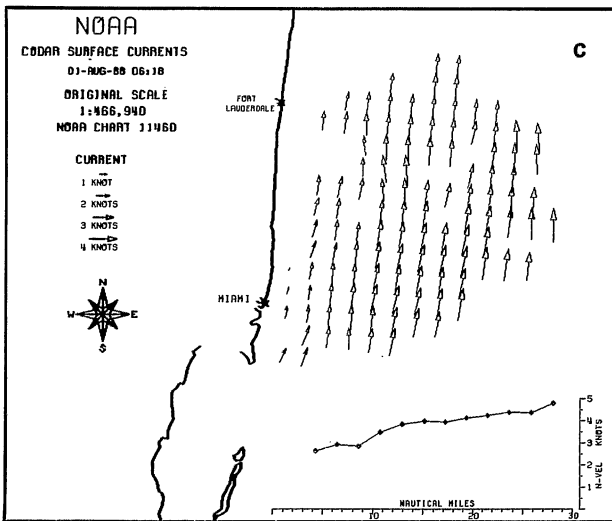 NOAA
CODAR SURFACE CURRENTS
01-AUG-88 06:18
ORIGINAL SCALE
1:466,940
NOAA CHART 11460
CURRENT
1 KNOT
2 KNOTS
3 KNOTS
4 KNOTS
N
W E
S
C
FORT
LAUDERDALE
MIAMI
5
4
3
2
1
N-VEL KNOTS
NAUTICAL MILES
10 20 30